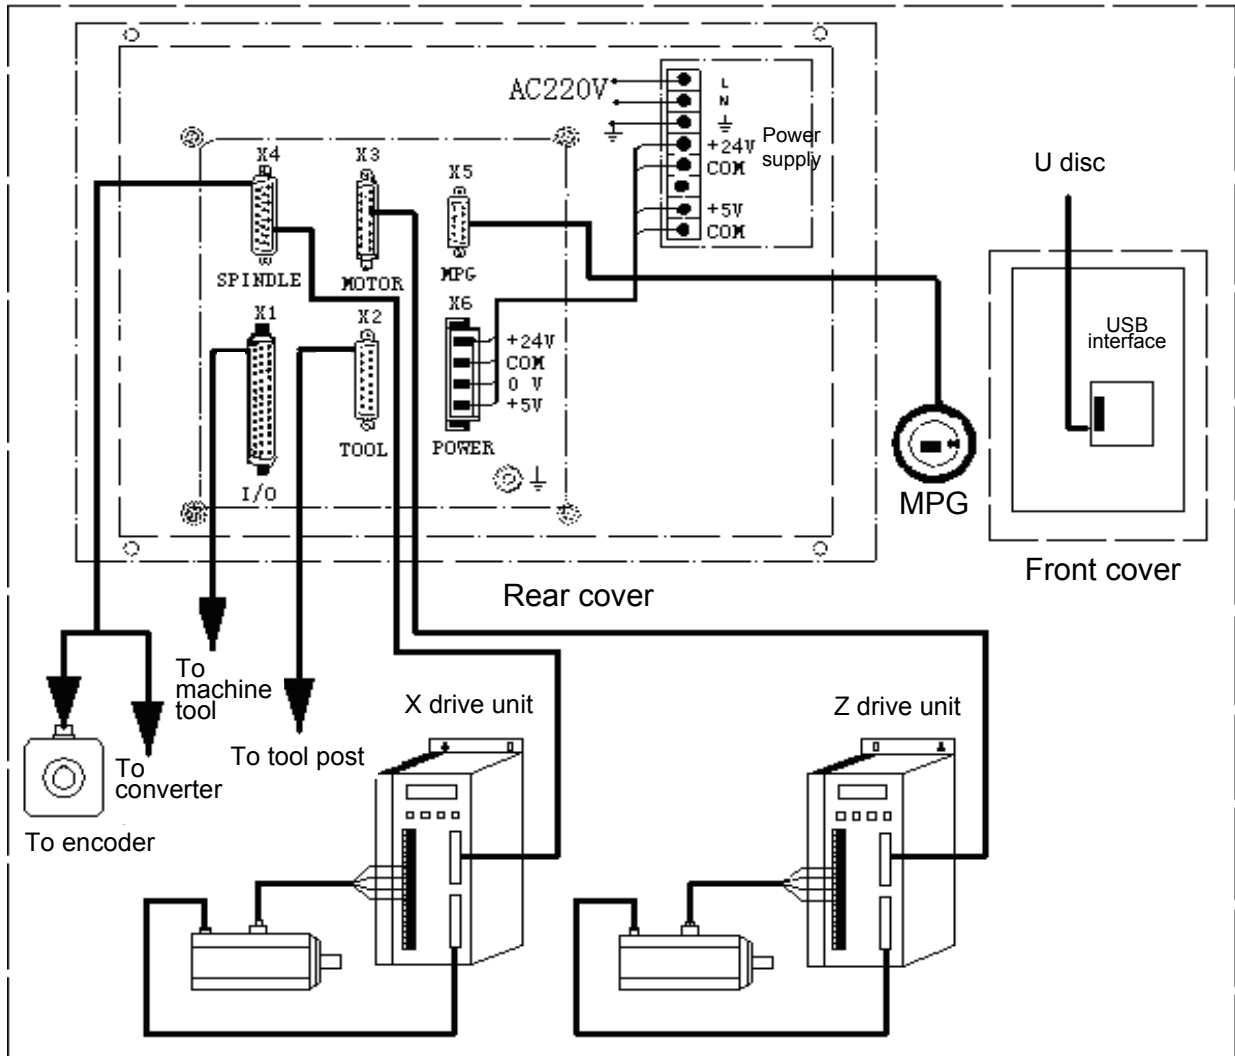 AC220V
L
N
+24V
COM
+5V
COM
Power
supply
X4
X3
X5
SPINDLE
MOTOR
MPG
X1
X2
X6
+24V
COM
0 V
+5V
I/O
TOOL
POWER
U disc
USB
interface
MPG
Front cover
Rear cover
To
machine
tool
To tool post
To
converter
To encoder
X drive unit
Z drive unit